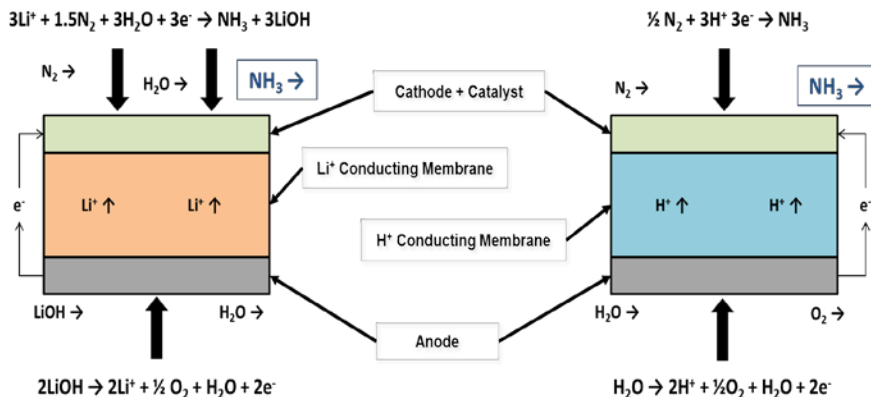 3Li⁺ + 1.5N₂ + 3H₂O + 3e⁻ → NH₃ + 3LiOH
½ N₂ + 3H⁺ 3e⁻ → NH₃
N₂ →
H₂O →
NH₃ →
Cathode + Catalyst
N₂ →
NH₃ →
Li⁺ Conducting Membrane
e⁻
Li⁺ ↑
Li⁺ ↑
H⁺ Conducting Membrane
H⁺ ↑
H⁺ ↑
e⁻
LiOH →
H₂O →
Anode
H₂O →
O₂ →
2LiOH → 2Li⁺ + ½ O₂ + H₂O + 2e⁻
H₂O → 2H⁺ + ½O₂ + H₂O + 2e⁻